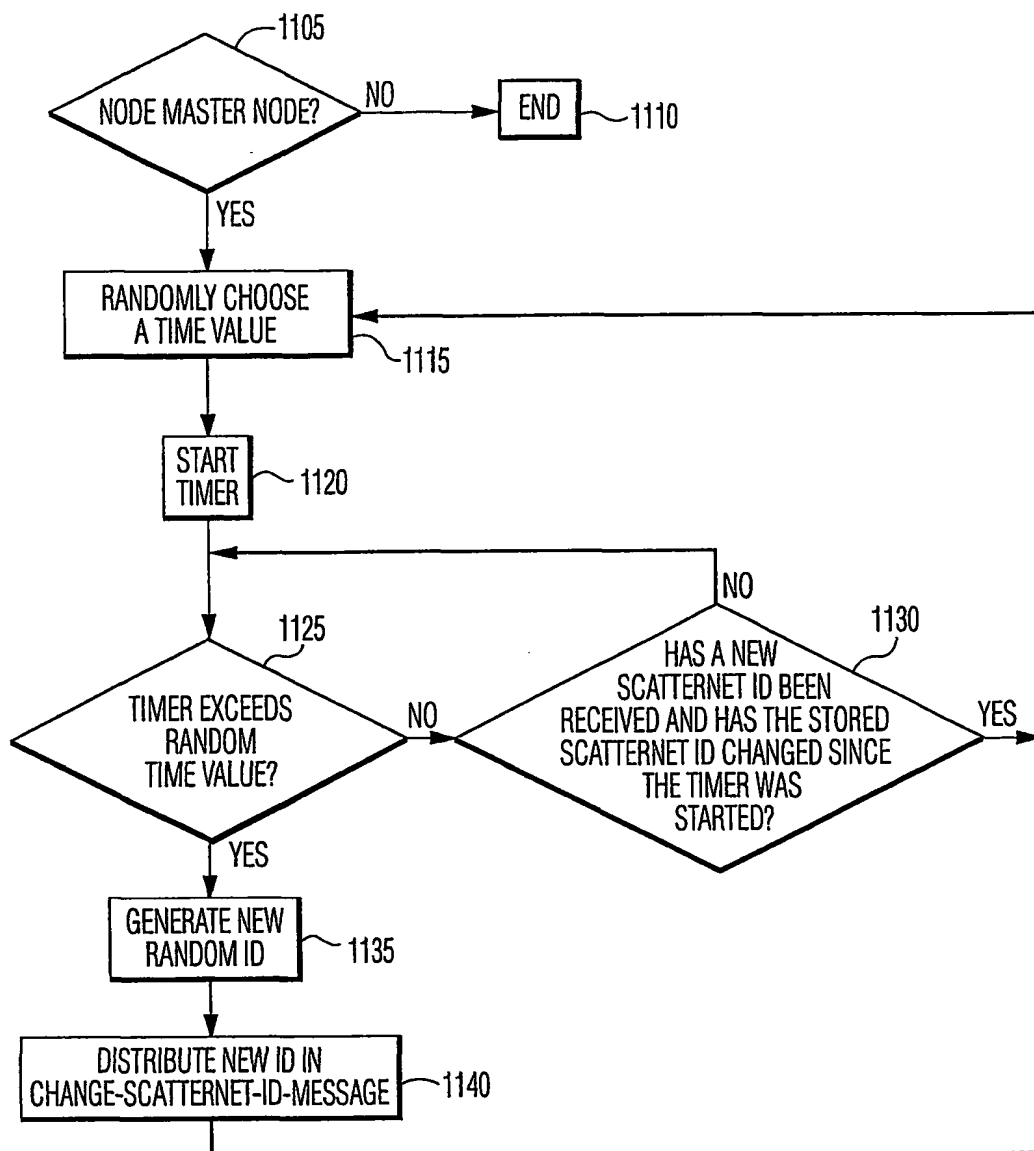 1105
NODE MASTER NODE?
NO
END
1110
YES
RANDOMLY CHOOSE
A TIME VALUE
1115
START
TIMER
1120
NO
1125
1130
TIMER EXCEEDS
RANDOM
TIME VALUE?
NO
HAS A NEW
SCATTERNET ID BEEN
RECEIVED AND HAS THE STORED
SCATTERNET ID CHANGED SINCE
THE TIMER WAS
STARTED?
YES
YES
GENERATE NEW
RANDOM ID
1135
DISTRIBUTE NEW ID IN
CHANGE-SCATTERNET-ID-MESSAGE
1140